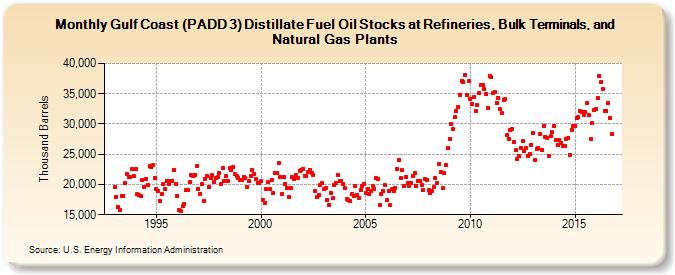 Monthly Gulf Coast (PADD 3) Distillate Fuel Oil Stocks at Refineries, Bulk Terminals, and
Natural Gas Plants
Thousand Barrels
40,000
35,000
30,000
25,000
20,000
15,000
1995
2000
2005
2010
2015
Source: U.S. Energy Information Administration